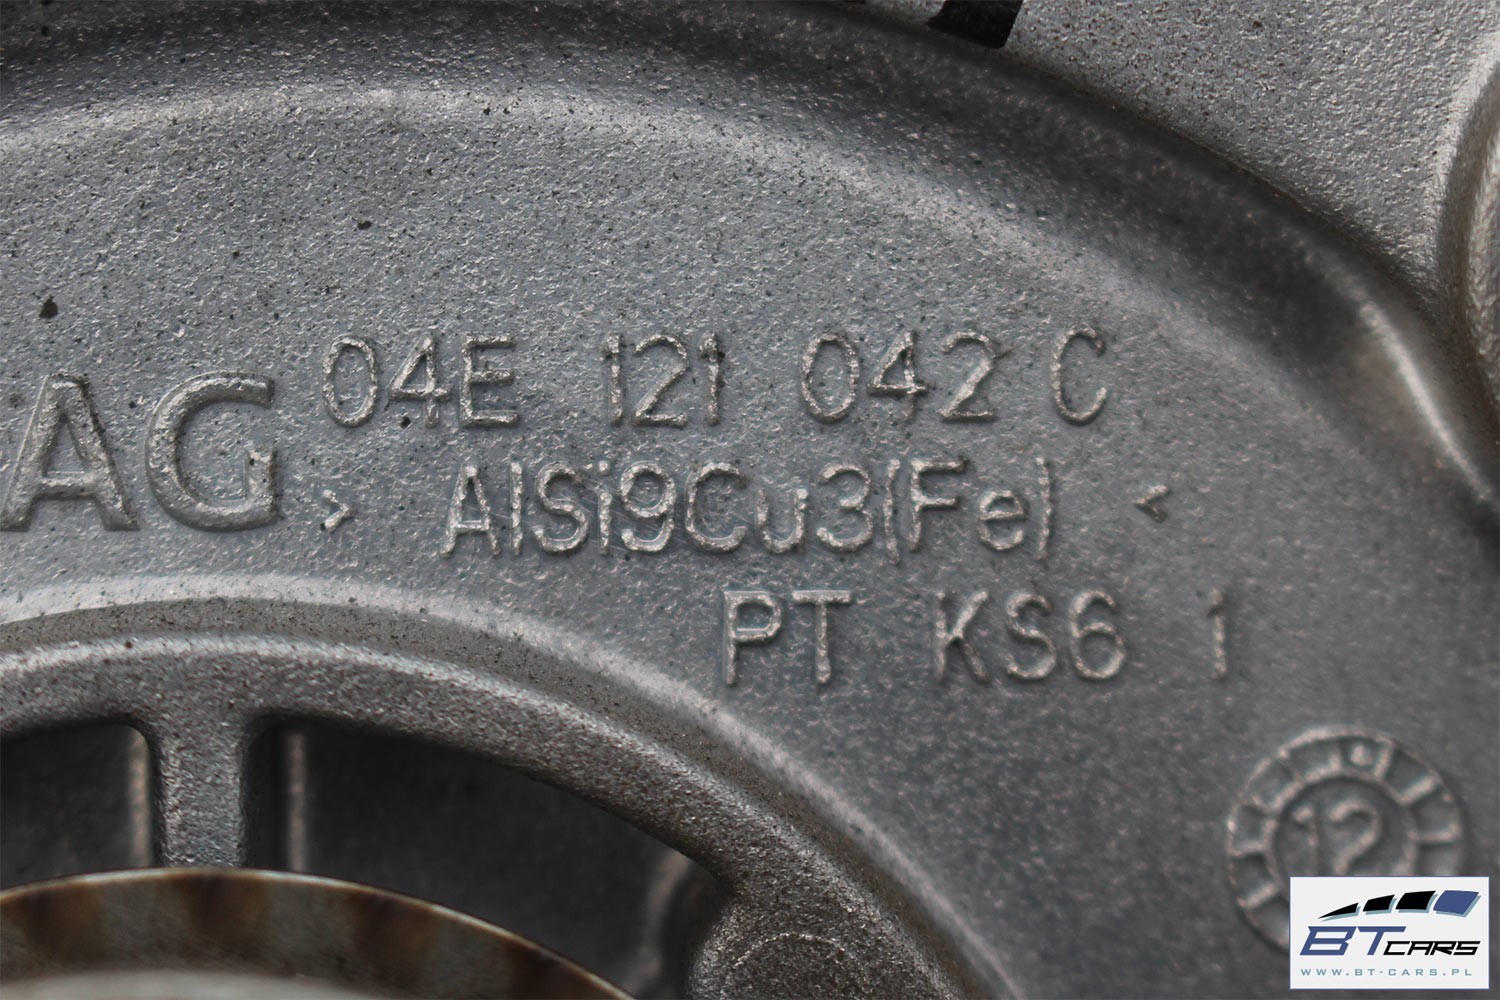 AG
04E 121 042 C
> AlSi9Cu3(Fe) <
PT KS6 1
12
BT CARS
WWW.BT-CARS.PL